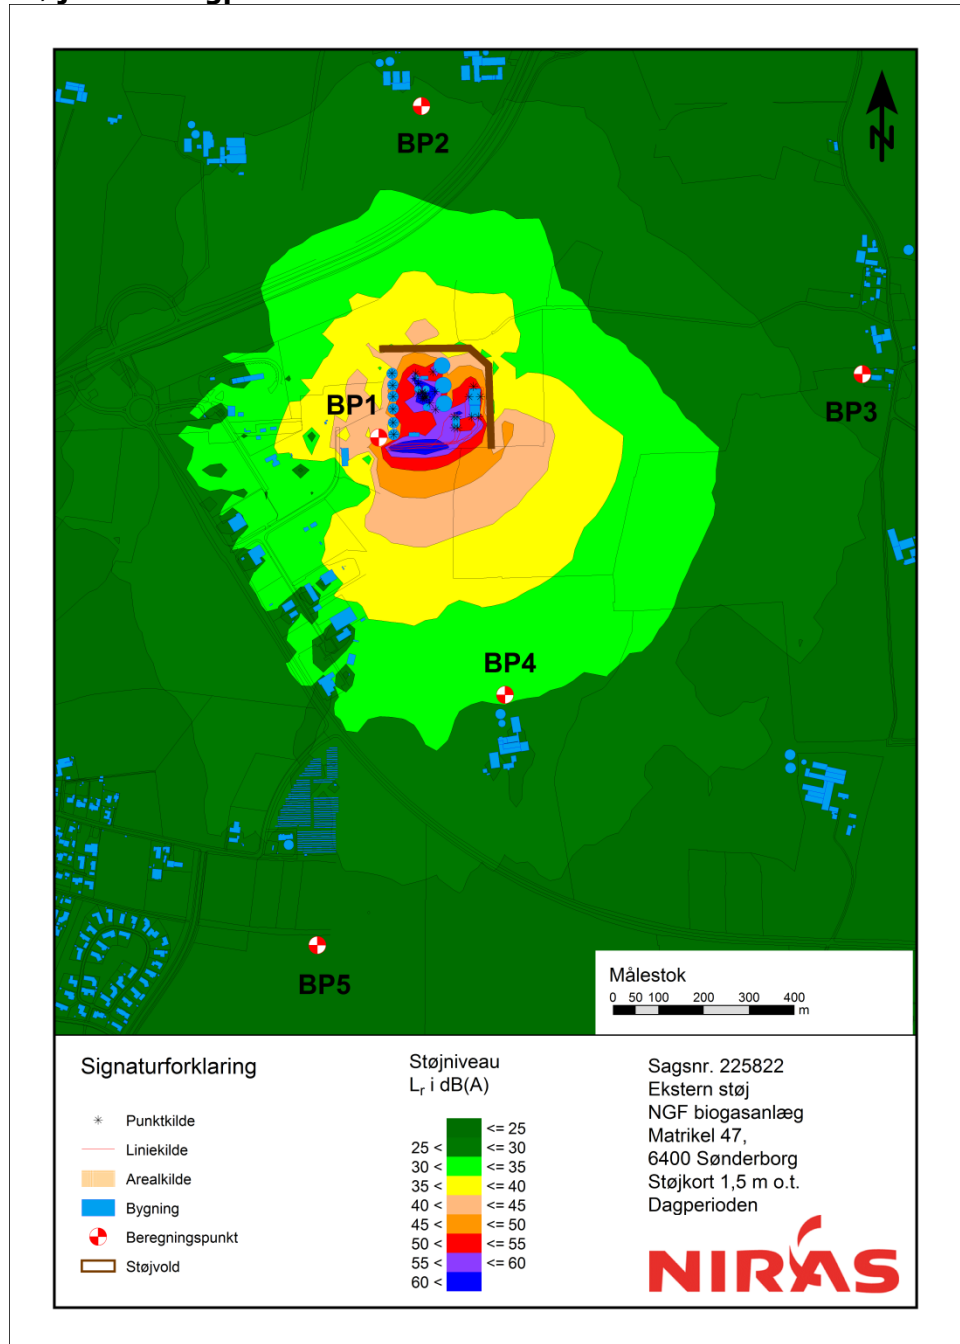 BP2
N
BP1
BP3
BP4
BP5
Målestok
0 50 100 200 300 400
m
Signaturforklaring
Punktkilde
Liniekilde
Arealkilde
Bygning
Beregningspunkt
Støjvold
Støjniveau
Lr i dB(A)
<= 25
25 < <= 30
30 < <= 35
35 < <= 40
40 < <= 45
45 < <= 50
50 < <= 55
55 < <= 60
60 <
Sagsnr. 225822
Ekstern støj
NGF biogasanlæg
Matrikel 47,
6400 Sønderborg
Støjkort 1,5 m o.t.
Dagperioden
NIRAS